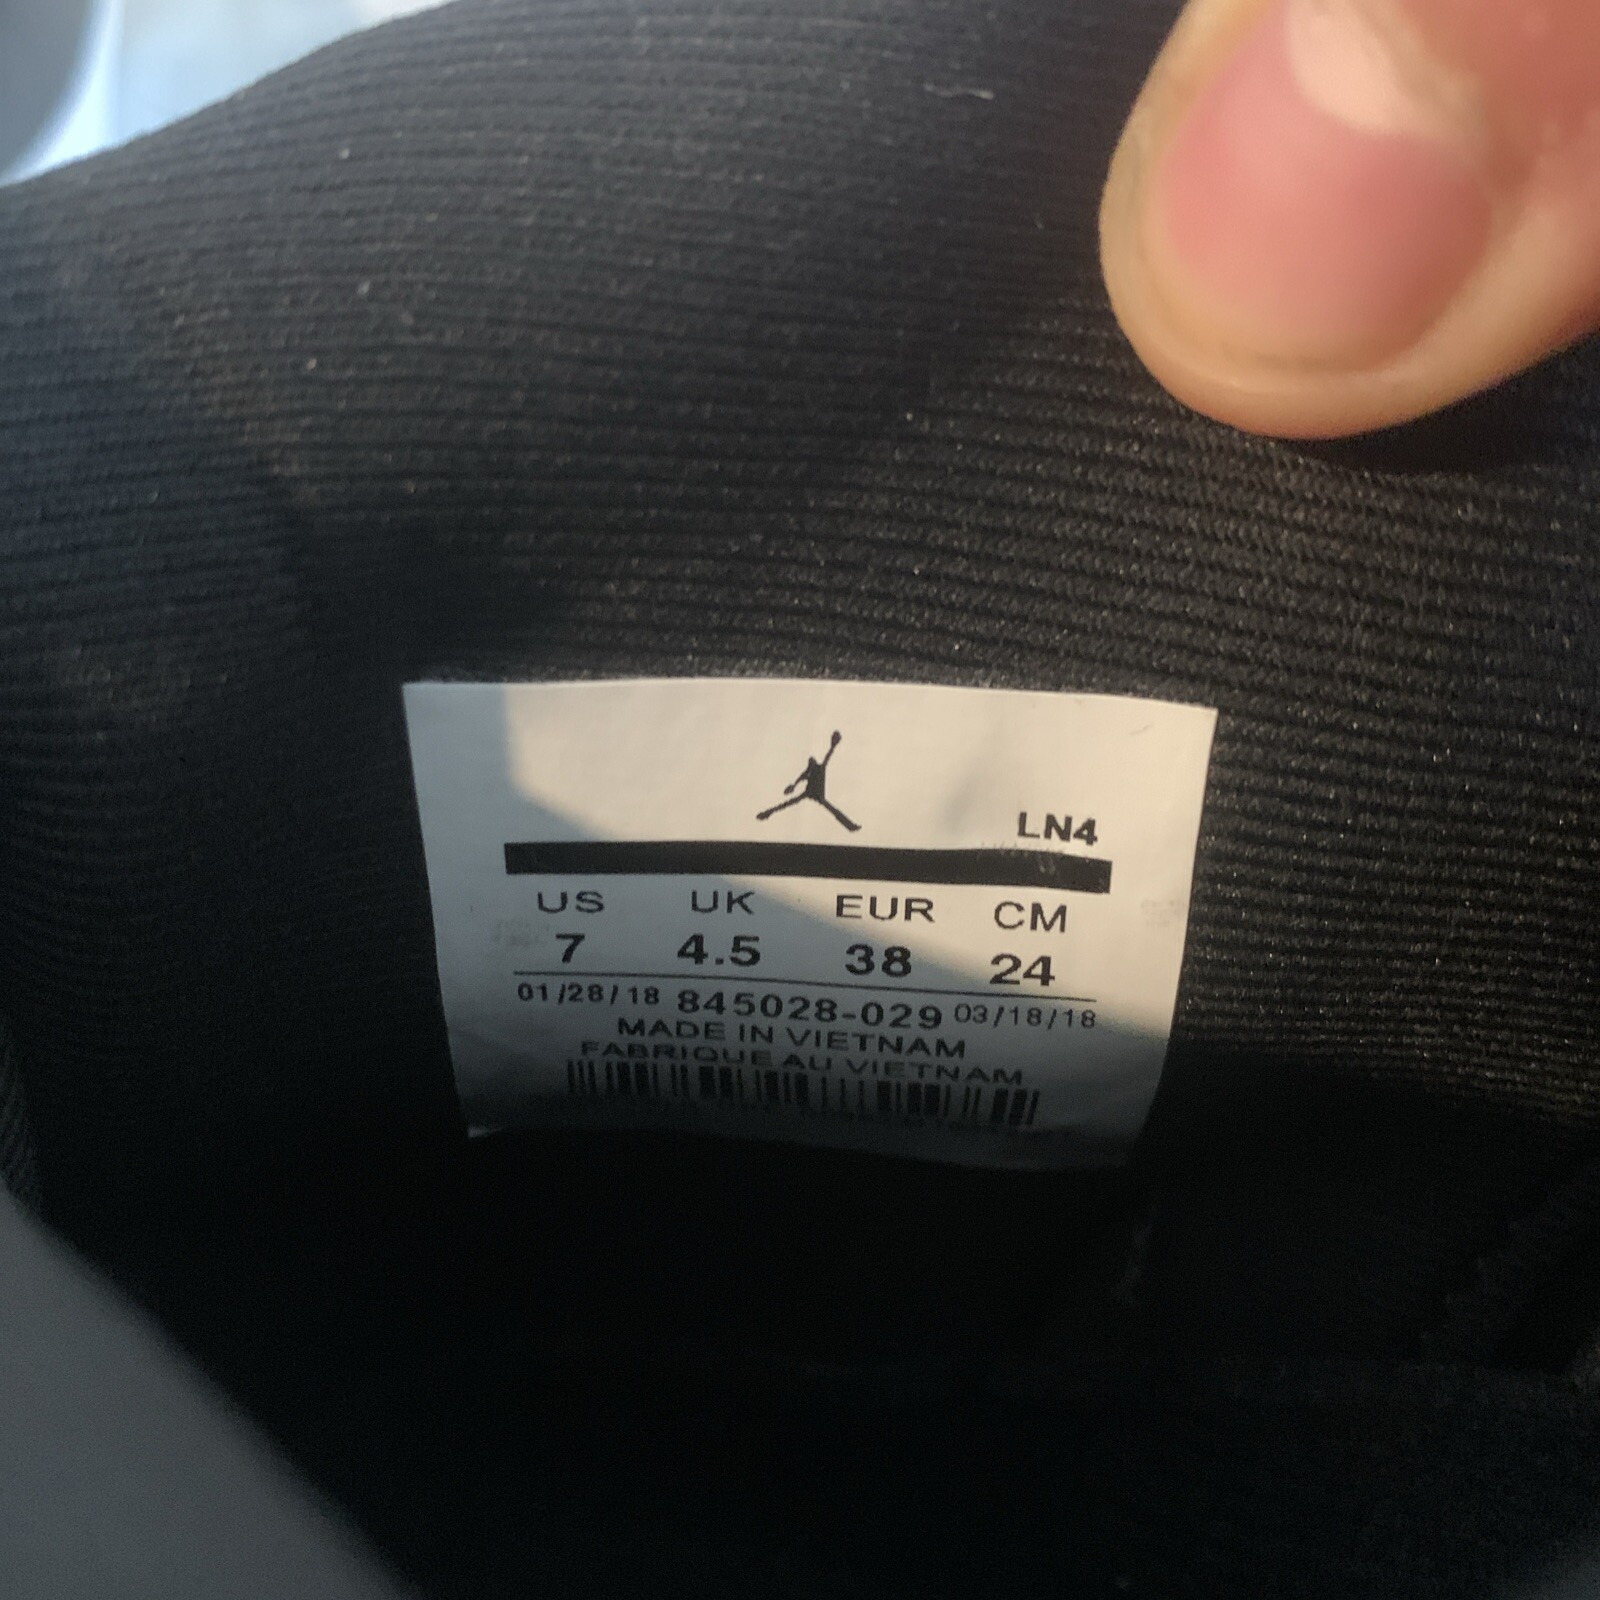 LN4
US UK EUR CM
7 4.5 38 24
01/28/18 845028-029 03/18/18
MADE IN VIETNAM
FABRIQUE AU VIETNAM